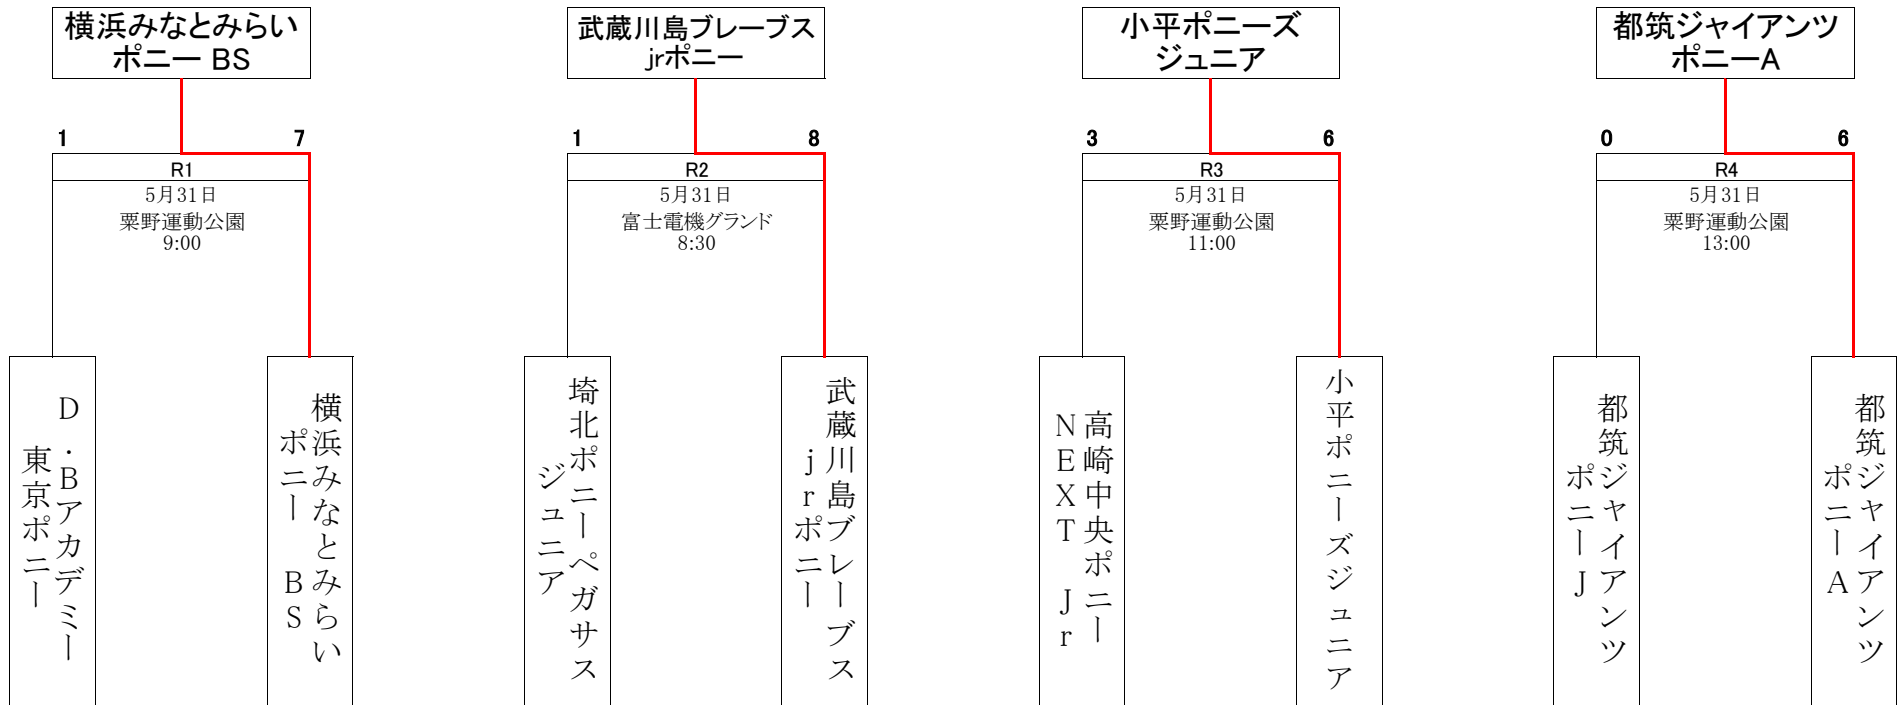 横浜みなとみらい
ポニー BS
武蔵川島ブレーブス
jrポニー
小平ポニーズ
ジュニア
都筑ジャイアンツ
ポニーA
1
7
1
8
3
6
0
6
R1
R2
R3
R4
5月31日
粟野運動公園
9:00
5月31日
富士電機グランド
8:30
5月31日
粟野運動公園
11:00
5月31日
粟野運動公園
13:00
D.Bアカデミー
東京ポニー
横浜みなとみらい
ポニー BS
埼北ポニーペガサス
ジュニア
武蔵川島ブレーブス
jrポニー
高崎中央ポニー
NEXT Jr
小平ポニーズジュニア
都筑ジャイアンツ
ポニーJ
都筑ジャイアンツ
ポニーA